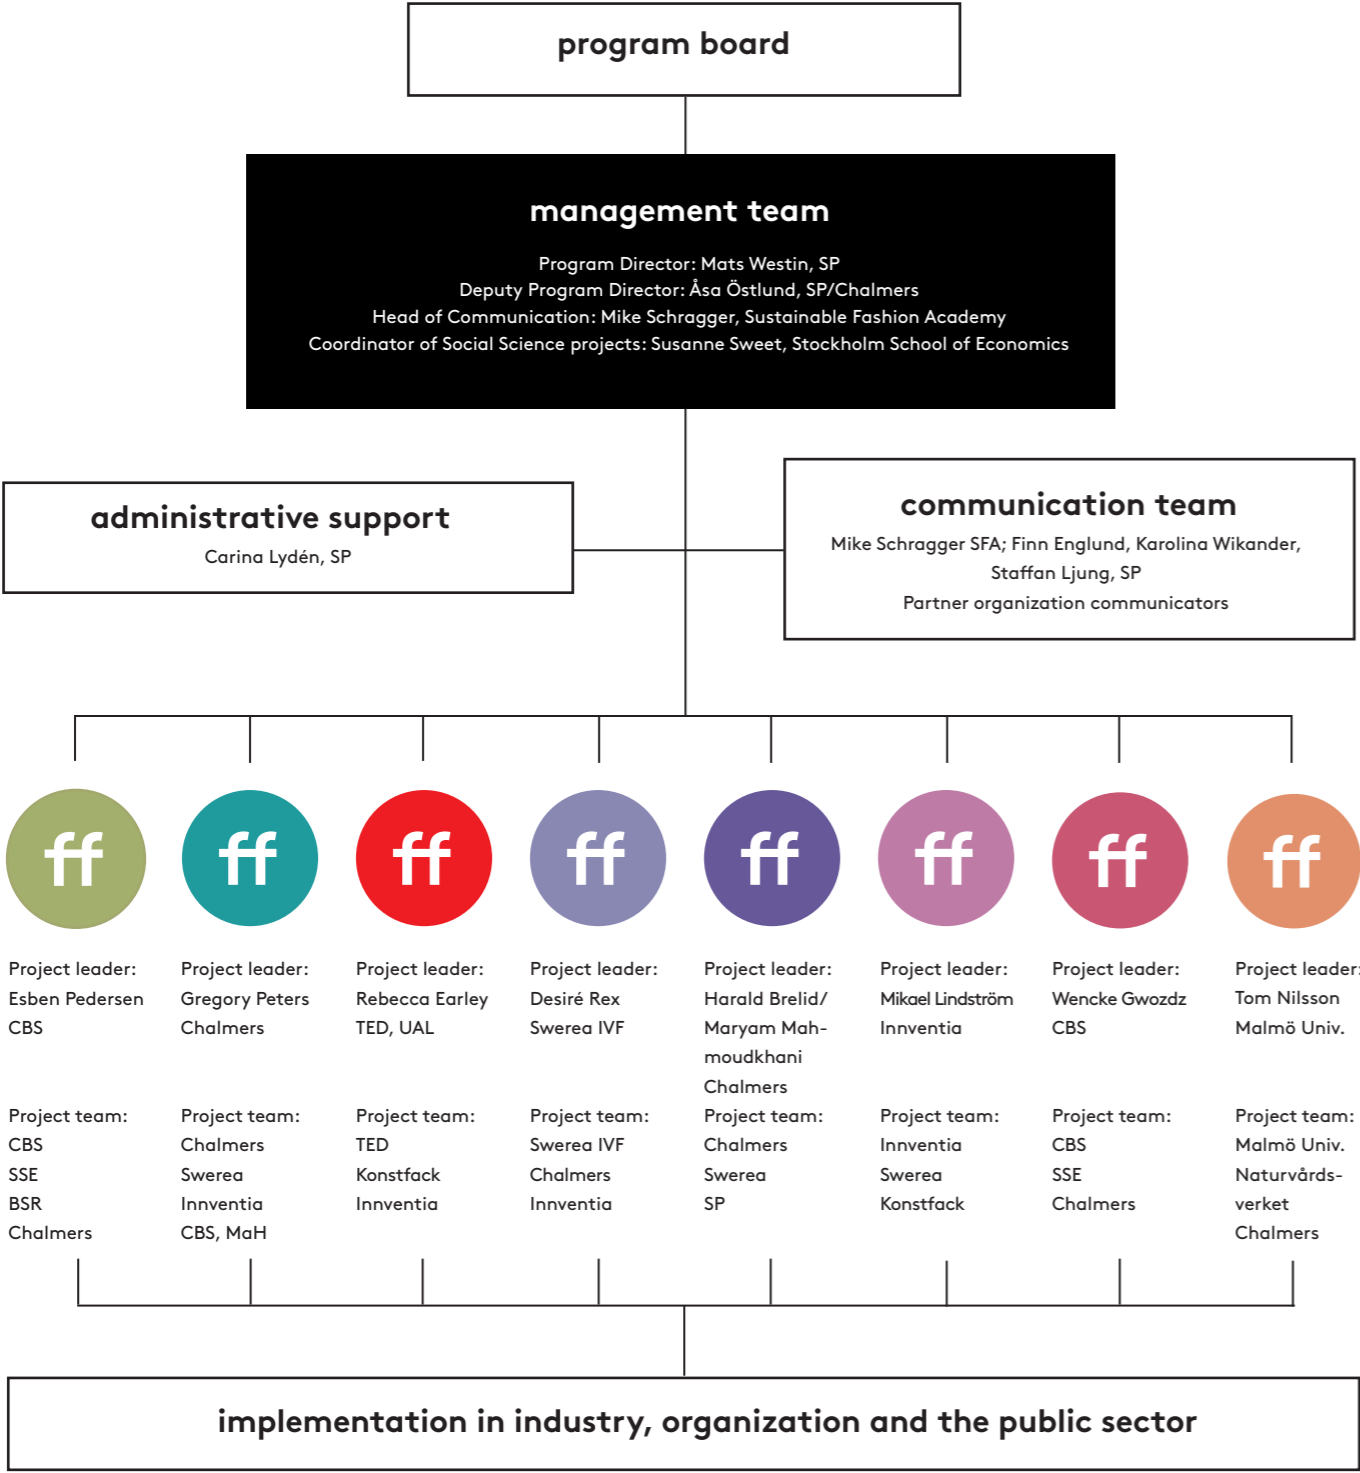 program board
management team
Program Director: Mats Westin, SP
Deputy Program Director: Åsa Östlund, SP/Chalmers
Head of Communication: Mike Schragger, Sustainable Fashion Academy
Coordinator of Social Science projects: Susanne Sweet, Stockholm School of Economics
administrative support
Carina Lydén, SP
communication team
Mike Schragger SFA; Finn Englund, Karolina Wikander,
Staffan Ljung, SP
Partner organization communicators
ff
Project leader:
Esben Pedersen
CBS
Project team:
CBS
SSE
BSR
Chalmers
ff
Project leader:
Gregory Peters
Chalmers
Project team:
Chalmers
Swerea
Innventia
CBS, MaH
ff
Project leader:
Rebecca Earley
TED, UAL
Project team:
TED
Konstfack
Innventia
ff
Project leader:
Desiré Rex
Swerea IVF
Project team:
Swerea IVF
Chalmers
Innventia
ff
Project leader:
Harald Brelid/
Maryam Mah-
moudkhani
Chalmers
Project team:
Chalmers
Swerea
SP
ff
Project leader:
Mikael Lindström
Innventia
Project team:
Innventia
Swerea
Konstfack
ff
Project leader:
Wencke Gwozdz
CBS
Project team:
CBS
SSE
Chalmers
ff
Project leader:
Tom Nilsson
Malmö Univ.
Project team:
Malmö Univ.
Naturvårds-
verket
Chalmers
implementation in industry, organization and the public sector